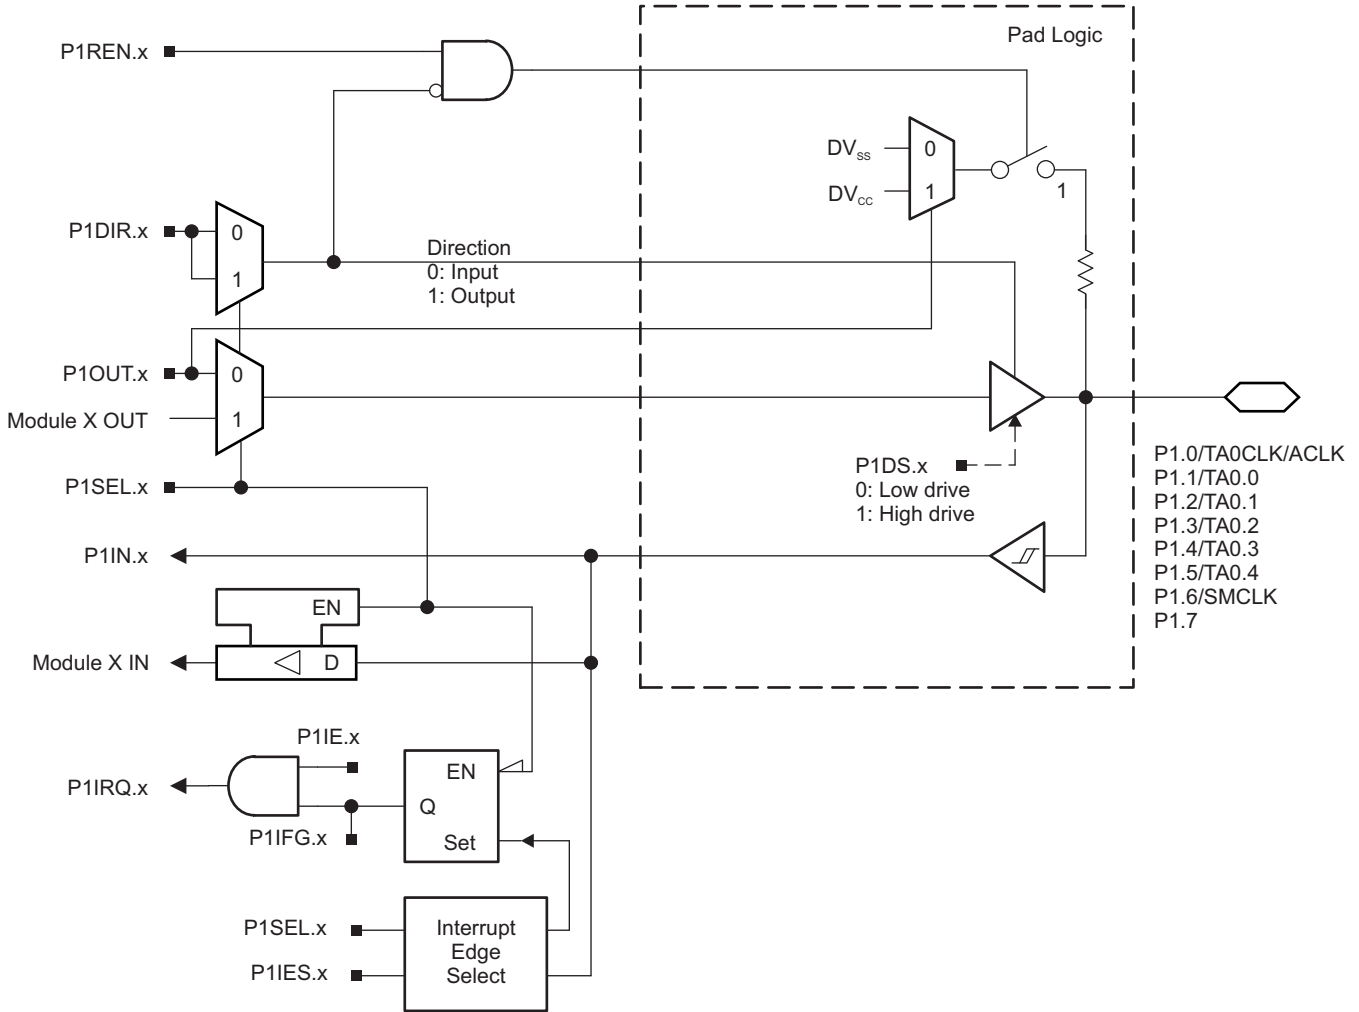 Pad Logic
P1REN.x
DVSS
0
DVCC
1
1
P1DIR.x
0
1
Direction
0: Input
1: Output
P1OUT.x
0
Module X OUT
1
P1DS.x
0: Low drive
1: High drive
P1.0/TA0CLK/ACLK
P1.1/TA0.0
P1.2/TA0.1
P1.3/TA0.2
P1.4/TA0.3
P1.5/TA0.4
P1.6/SMCLK
P1.7
P1SEL.x
P1IN.x
EN
Module X IN
D
P1IE.x
P1IRQ.x
EN
Q
P1IFG.x
Set
P1SEL.x
P1IES.x
Interrupt
Edge
Select